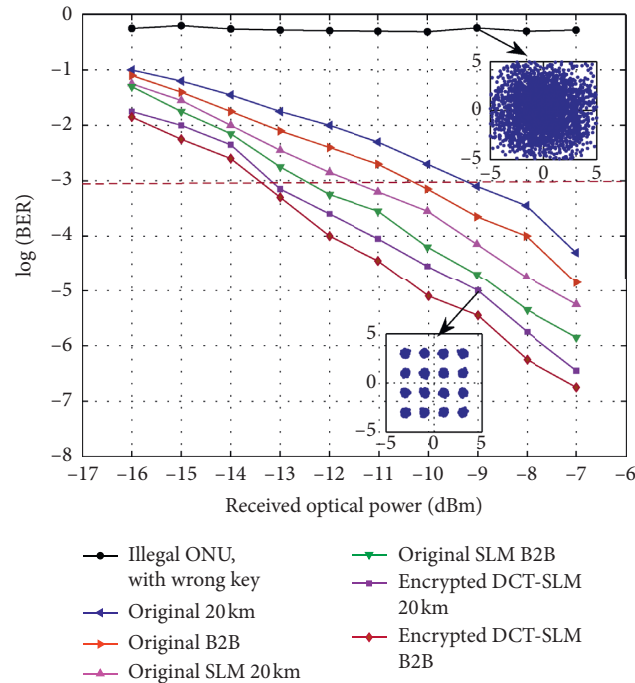 0
−1
−2
−3
−4
−5
−6
−7
−8
log (BER)
−17 −16 −15 −14 −13 −12 −11 −10 −9 −8 −7 −6
Received optical power (dBm)
5
0
−5
−5 0 5
5
0
−5
−5 0 5
Illegal ONU,
with wrong key
Original 20 km
Original B2B
Original SLM 20 km
Original SLM B2B
Encrypted DCT-SLM
20 km
Encrypted DCT-SLM
B2B